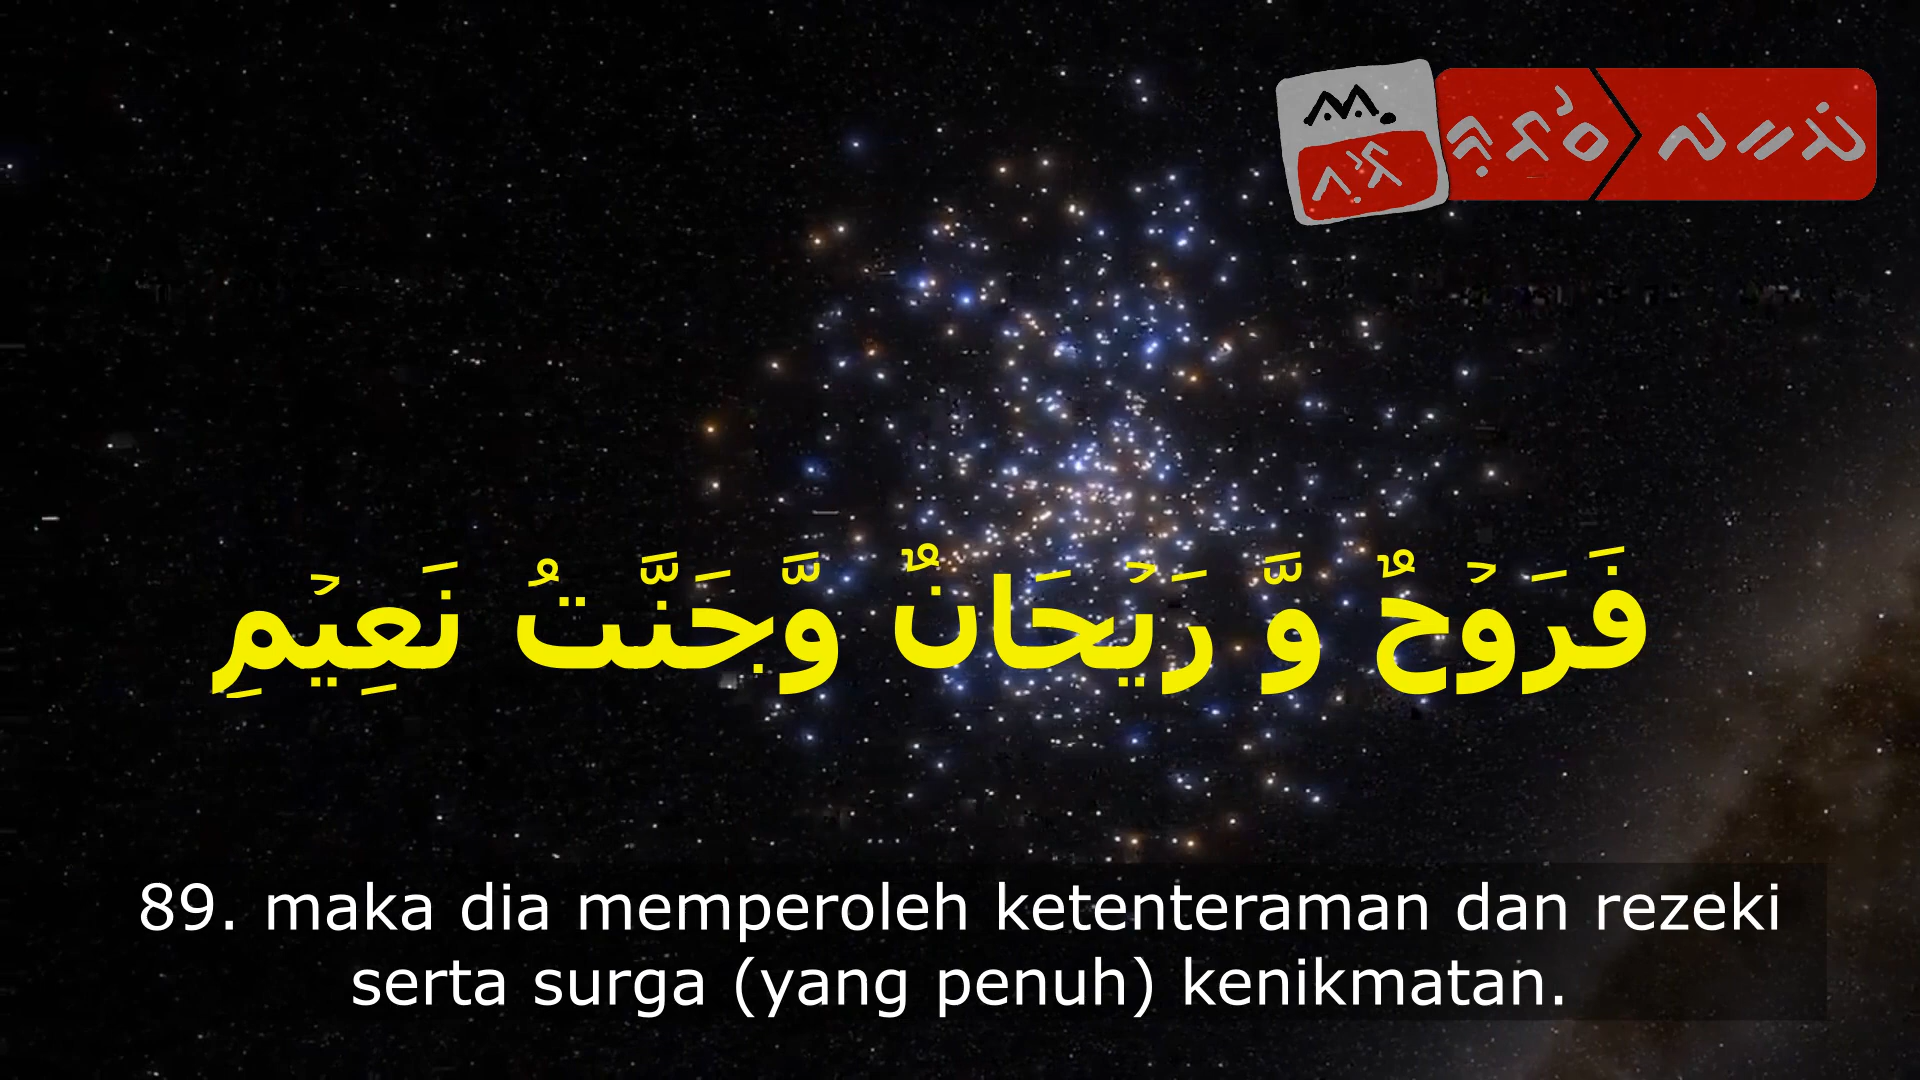 فَرَوۡحٌ وَّ رَيۡحَانٌ وَّجَنَّتُ نَعِيۡمٍ
89. maka dia memperoleh ketenteraman dan rezeki
serta surga (yang penuh) kenikmatan.